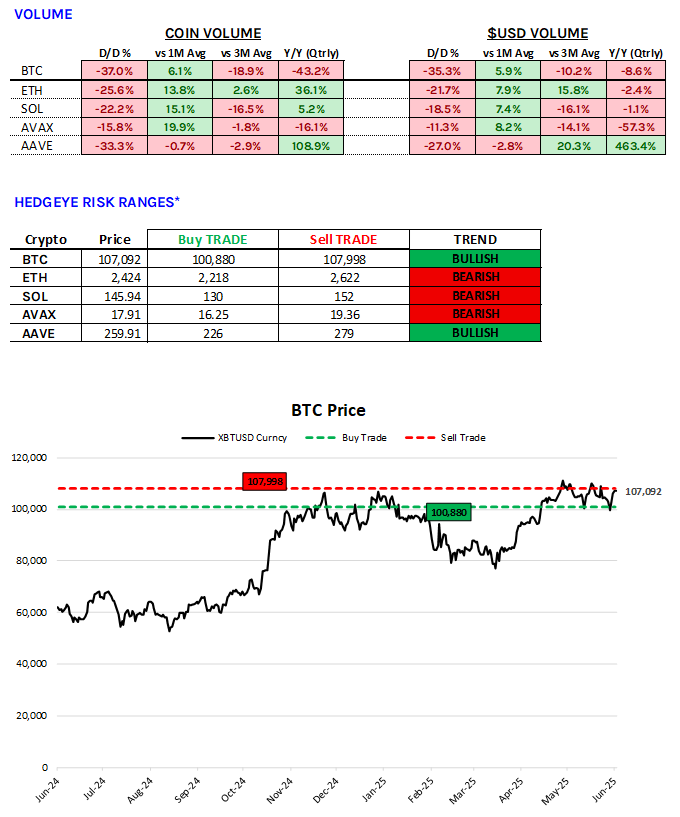 VOLUME
COIN VOLUME $USD VOLUME
D/D % vs 1M Avg vs 3M Avg Y/Y (Qtrly) D/D % vs 1M Avg vs 3M Avg Y/Y (Qtrly)
BTC -37.0% 6.1% -18.9% -43.2% -35.3% 5.9% -10.2% -8.6%
ETH -25.6% 13.8% 2.6% 36.1% -21.7% 7.9% 15.8% -2.4%
SOL -22.2% 15.1% -16.5% 5.2% -18.5% 7.4% -16.1% -1.1%
AVAX -15.8% 19.9% -1.8% -16.1% -11.3% 8.2% -14.1% -57.3%
AAVE -33.3% -0.7% -2.9% 108.9% -27.0% -2.8% 20.3% 463.4%
HEDGEYE RISK RANGES*
Crypto Price Buy TRADE Sell TRADE TREND
BTC 107,092 100,880 107,998 BULLISH
ETH 2,424 2,218 2,622 BEARISH
SOL 145.94 130 152 BEARISH
AVAX 17.91 16.25 19.36 BEARISH
AAVE 259.91 226 279 BULLISH
BTC Price
XBTUSD Curncy Buy Trade Sell Trade
120,000
107,998
107,092
100,000
100,880
80,000
60,000
40,000
20,000
0
Jun-24 Jul-24 Aug-24 Sep-24 Oct-24 Nov-24 Dec-24 Jan-25 Feb-25 Mar-25 Apr-25 May-25 Jun-25